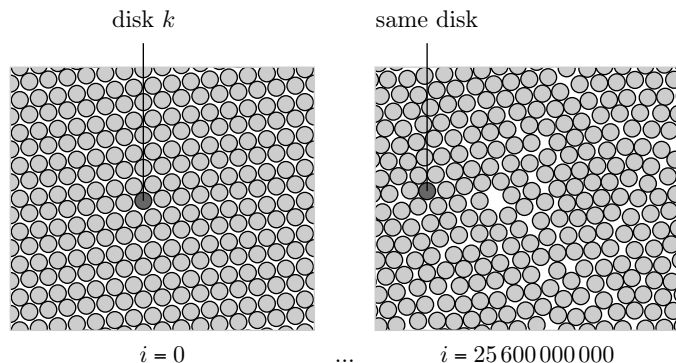 disk k same disk
i = 0 ... i = 25 600 000 000